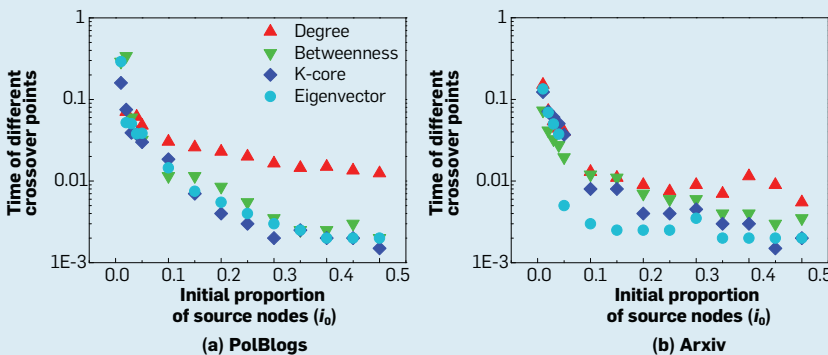 Time of different
crossover points
1
0.1
0.01
1E-3
Degree
Betweenness
K-core
Eigenvector
0.0 0.1 0.2 0.3 0.4 0.5
Initial proportion
of source nodes (i₀)
(a) PolBlogs
Time of different
crossover points
1
0.1
0.01
1E-3
0.0 0.1 0.2 0.3 0.4 0.5
Initial proportion
of source nodes (i₀)
(b) Arxiv